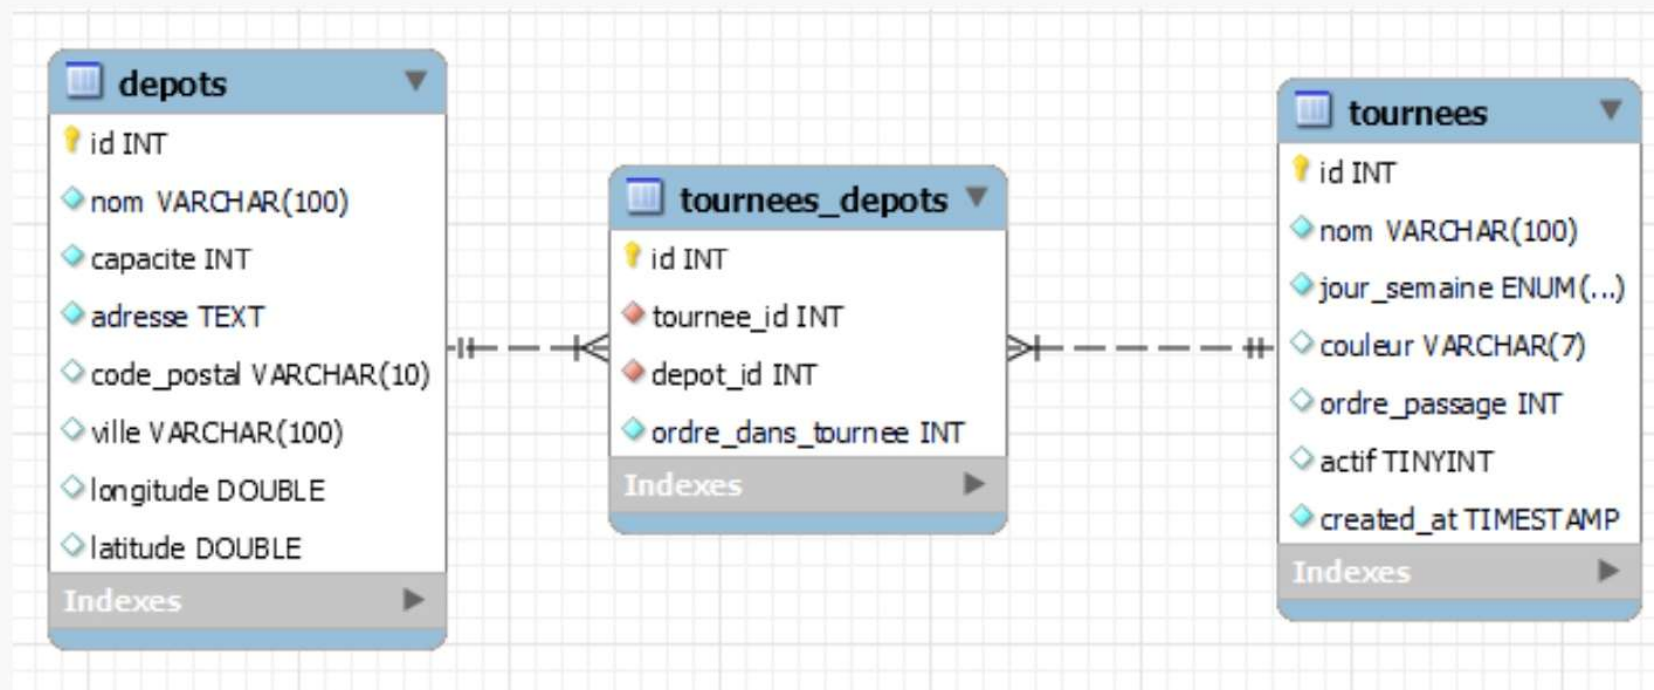 depots
id INT
nom VARCHAR(100)
capacite INT
adresse TEXT
code_postal VARCHAR(10)
ville VARCHAR(100)
longitude DOUBLE
latitude DOUBLE
Indexes
tournees_depots
id INT
tournee_id INT
depot_id INT
ordre_dans_tournee INT
Indexes
tournees
id INT
nom VARCHAR(100)
jour_semaine ENUM(...)
couleur VARCHAR(7)
ordre_passage INT
actif TINYINT
created_at TIMESTAMP
Indexes